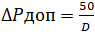 ΔPдоп = 50/D